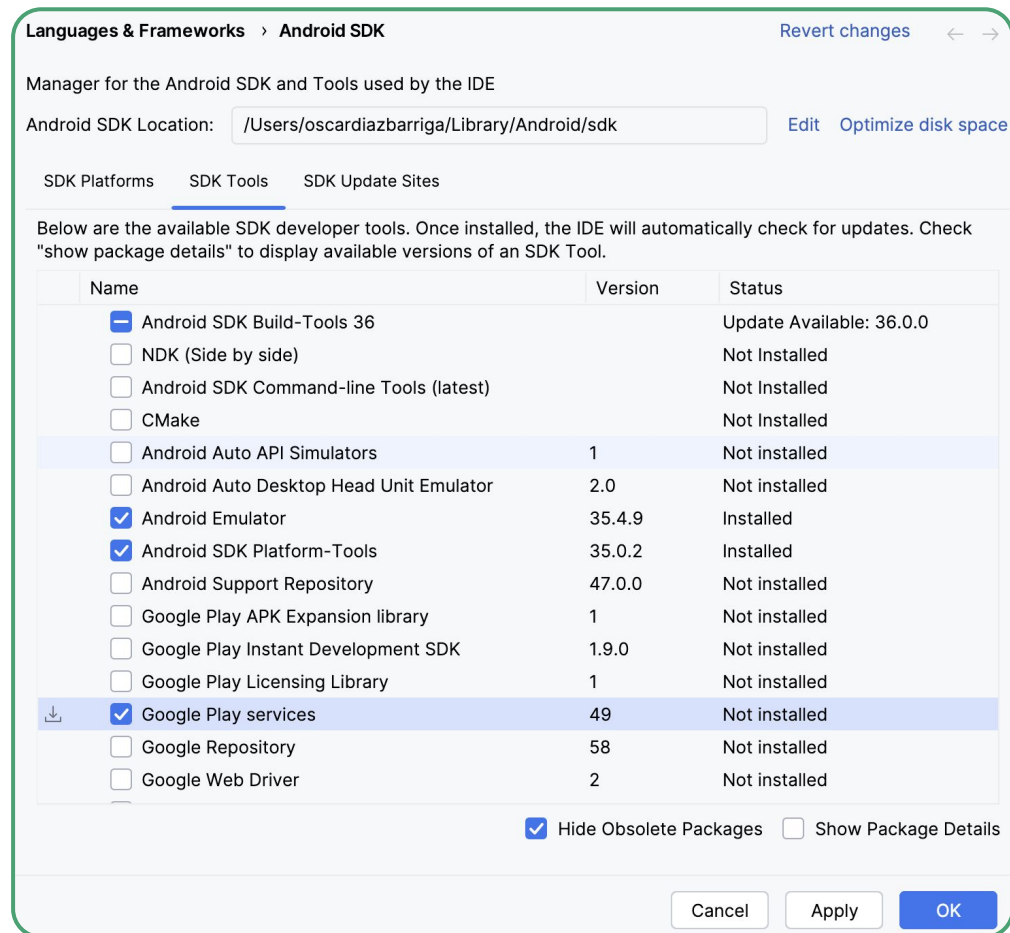 Languages & Frameworks › Android SDK Revert changes ← →
Manager for the Android SDK and Tools used by the IDE
Android SDK Location: /Users/oscardiazbarriga/Library/Android/sdk Edit Optimize disk space
SDK Platforms SDK Tools SDK Update Sites
Below are the available SDK developer tools. Once installed, the IDE will automatically check for updates. Check
"show package details" to display available versions of an SDK Tool.
Name Version Status
Android SDK Build-Tools 36 Update Available: 36.0.0
NDK (Side by side) Not Installed
Android SDK Command-line Tools (latest) Not Installed
CMake Not Installed
Android Auto API Simulators 1 Not installed
Android Auto Desktop Head Unit Emulator 2.0 Not installed
Android Emulator 35.4.9 Installed
Android SDK Platform-Tools 35.0.2 Installed
Android Support Repository 47.0.0 Not installed
Google Play APK Expansion library 1 Not installed
Google Play Instant Development SDK 1.9.0 Not installed
Google Play Licensing Library 1 Not installed
Google Play services 49 Not installed
Google Repository 58 Not installed
Google Web Driver 2 Not installed
Hide Obsolete Packages Show Package Details
Cancel Apply OK